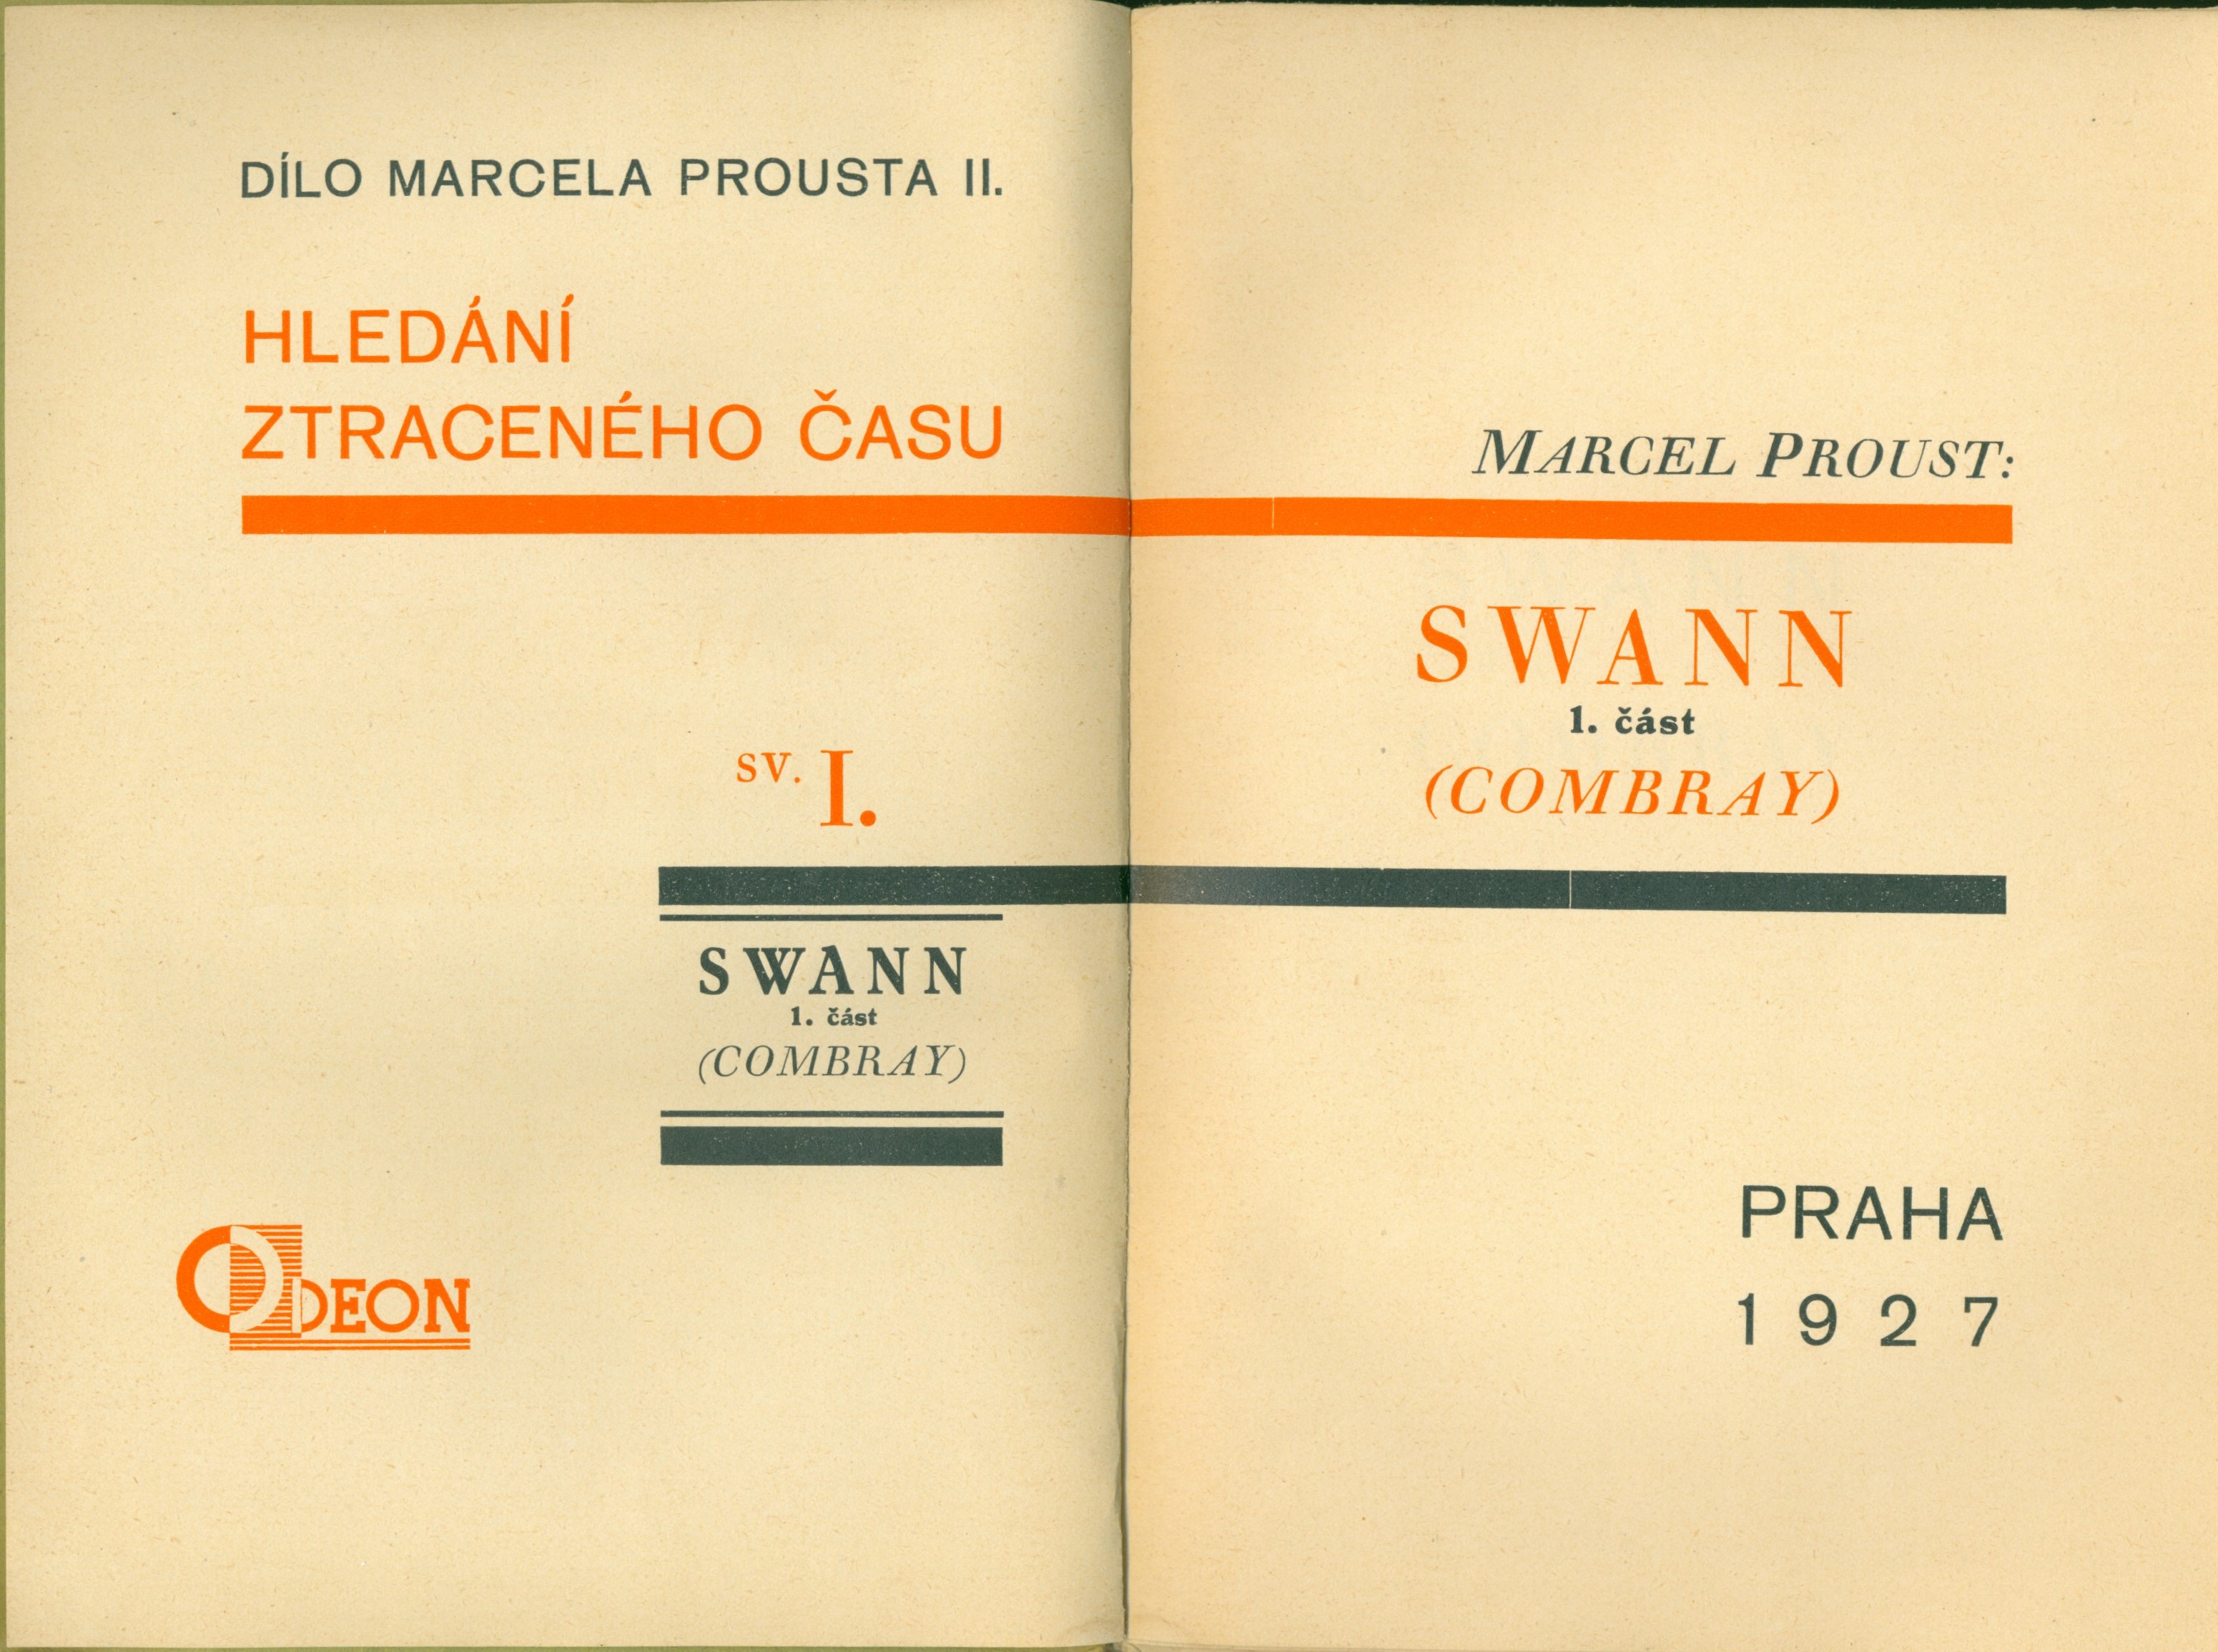 DÍLO MARCELA PROUSTA II.
HLEDÁNÍ
ZTRACENÉHO ČASU
sv. I.
SWANN
1. část
(COMBRAY)
ODEON
MARCEL PROUST:
SWANN
1. část
(COMBRAY)
PRAHA
1927